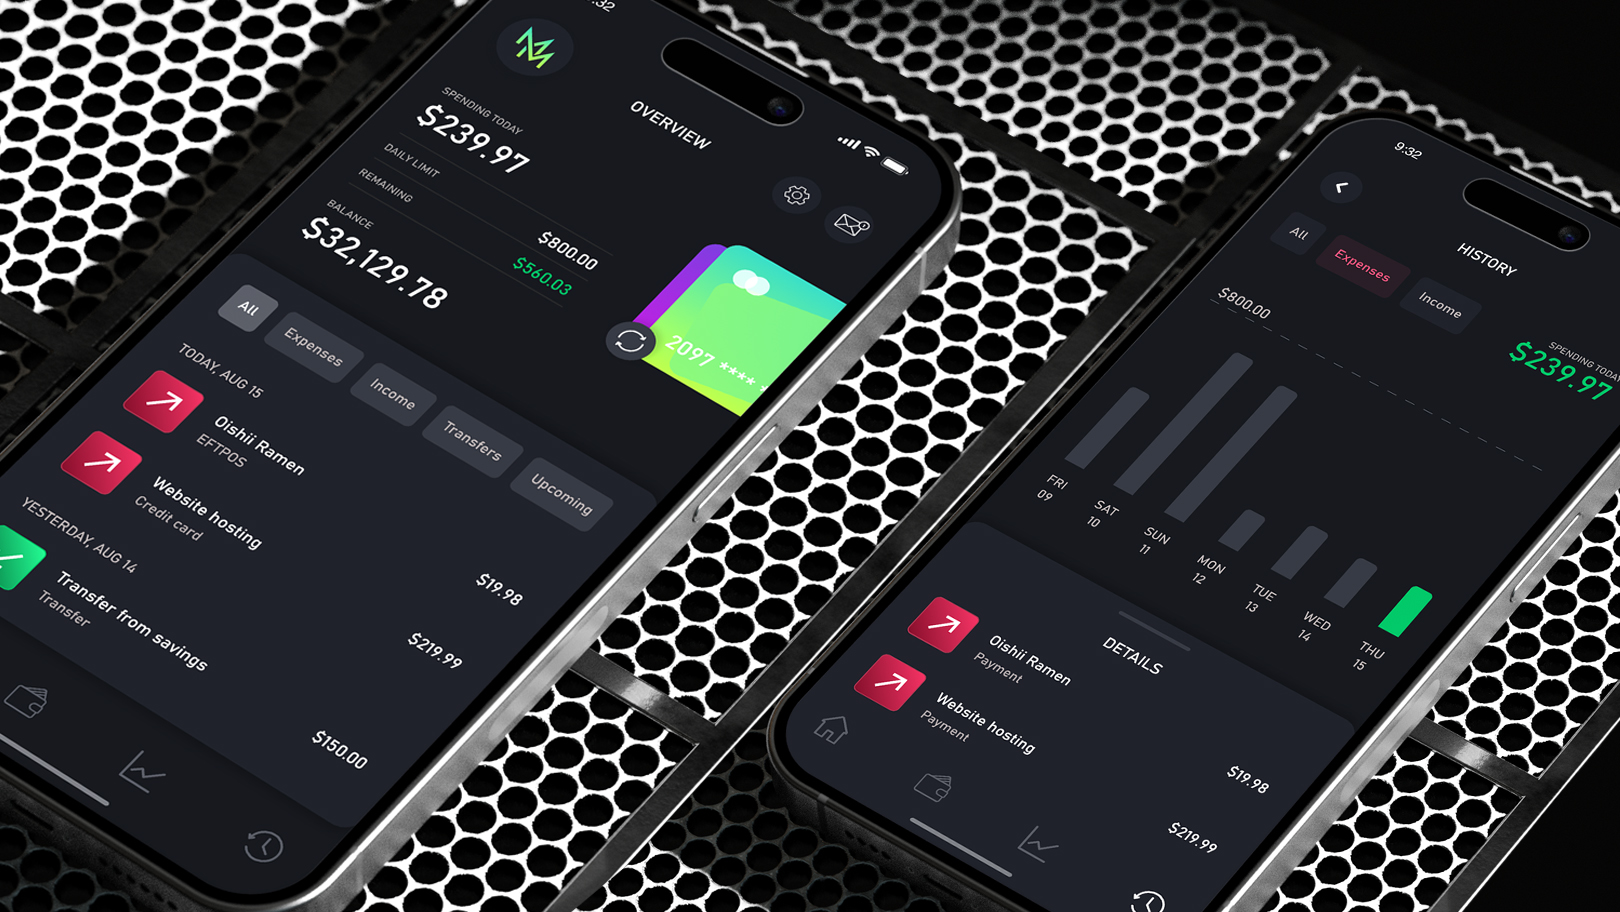 :32
OVERVIEW
SPENDING TODAY
$239.97
DAILY LIMIT
$800.00
REMAINING
$560.03
BALANCE
$32,129.78
2097 ****
All
Expenses
Income
Transfers
Upcoming
TODAY, AUG 15
Oishii Ramen
EFTPOS
$19.98
Website hosting
Credit card
$219.99
YESTERDAY, AUG 14
Transfer from savings
Transfer
$150.00
9:32
HISTORY
All
Expenses
Income
$800.00
SPENDING TODAY
$239.97
FRI
09
SAT
10
SUN
11
MON
12
TUE
13
WED
14
THU
15
DETAILS
Oishii Ramen
Payment
$19.98
Website hosting
Payment
$219.99